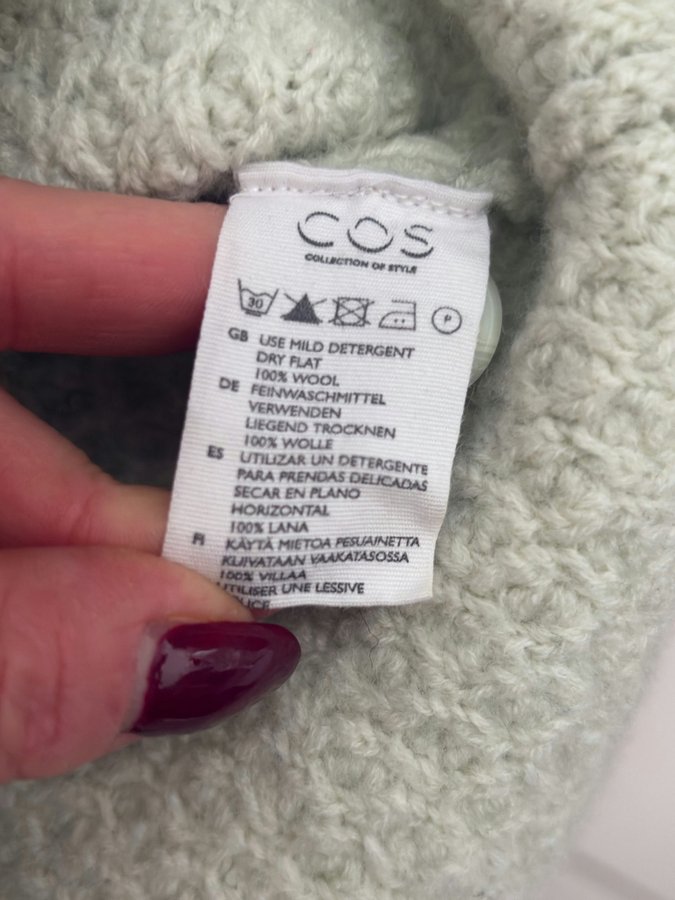 COS
COLLECTION OF STYLE
30 P
GB USE MILD DETERGENT
DRY FLAT
100% WOOL
DE FEINWASCHMITTEL
VERWENDEN
LIEGEND TROCKNEN
100% WOLLE
ES UTILIZAR UN DETERGENTE
PARA PRENDAS DELICADAS
SECAR EN PLANO
HORIZONTAL
100% LANA
FI KÄYTÄ MIETOA PESUAINETTA
KUIVATAAN VAAKATASOSSA
100% VILLAA
UTILISER UNE LESSIVE